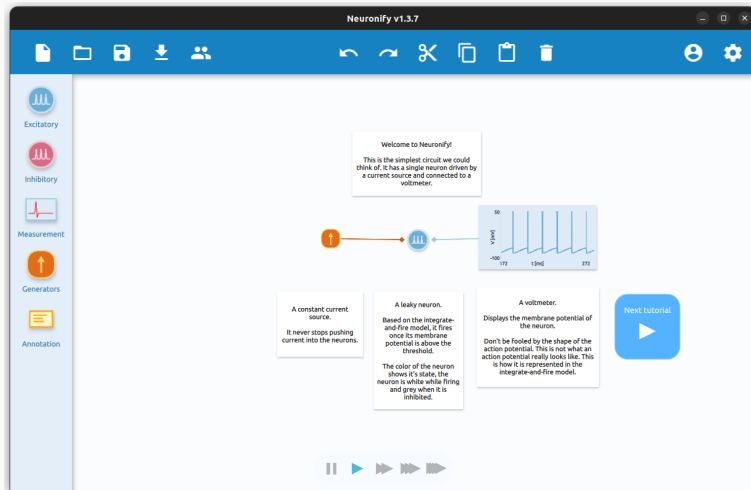 Neuronify v1.3.7
Excitatory
Inhibitory
Measurement
Generators
Annotation
Welcome to Neuronify!
This is the simplest circuit we could
think of. It has a single neuron driven by
a current source and connected to a
voltmeter.
50
V [mV]
-100
172
t [ms]
272
A constant current
source.
It never stops pushing
current into the neurons.
A leaky neuron.
Based on the integrate-
and-fire model, it fires
once its membrane
potential is above the
threshold.
The color of the neuron
shows it's state, the
neuron is white while firing
and grey when it is
inhibited.
A voltmeter.
Displays the membrane potential of
the neuron.
Don't be fooled by the shape of the
action potential. This is not what an
action potential really looks like. This
is how it is represented in the
integrate-and-fire model.
Next tutorial